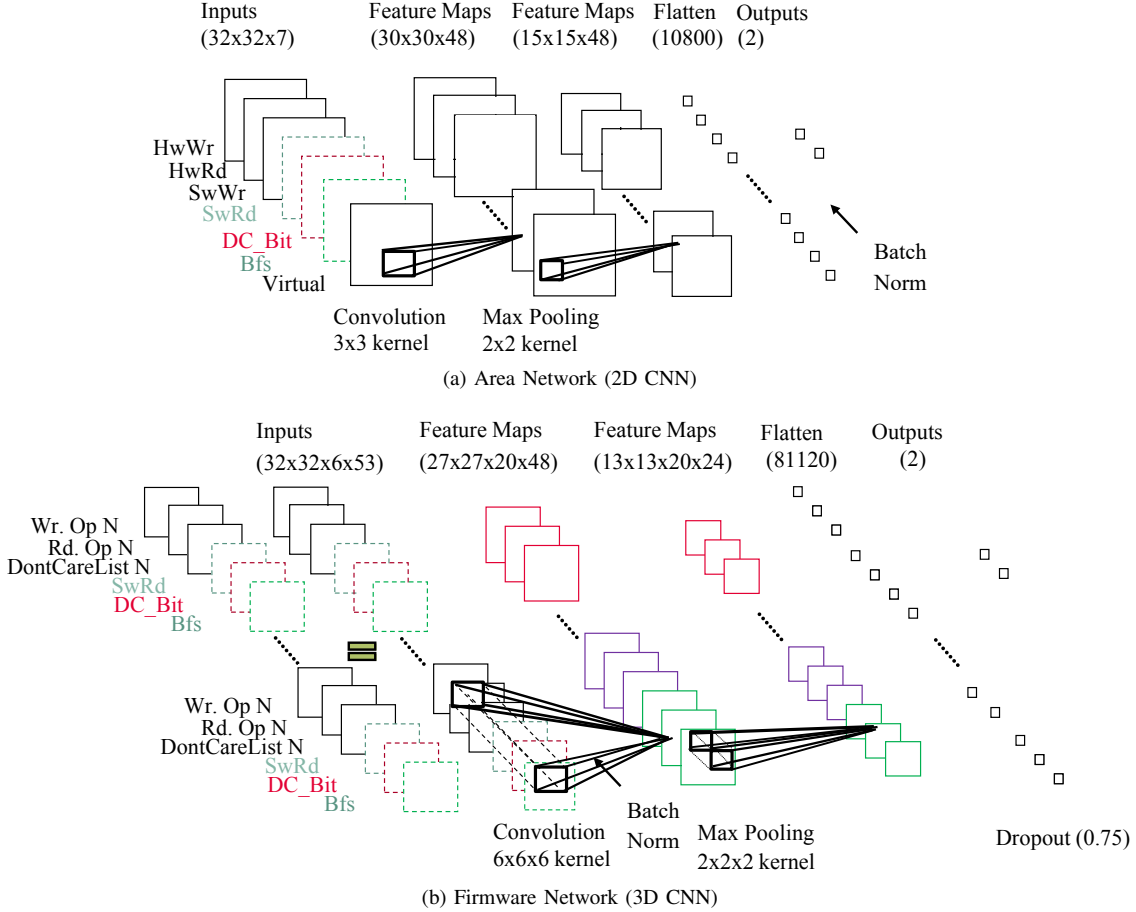 Inputs
(32x32x7)
Feature Maps
(30x30x48)
Feature Maps
(15x15x48)
Flatten
(10800)
Outputs
(2)
HwWr
HwRd
SwWr
SwRd
DC_Bit
Bfs
Virtual
Convolution
3x3 kernel
Max Pooling
2x2 kernel
Batch
Norm
(a) Area Network (2D CNN)
Inputs
(32x32x6x53)
Feature Maps
(27x27x20x48)
Feature Maps
(13x13x20x24)
Flatten
(81120)
Outputs
(2)
Wr. Op N
Rd. Op N
DontCareList N
SwRd
DC_Bit
Bfs
Wr. Op N
Rd. Op N
DontCareList N
SwRd
DC_Bit
Bfs
Convolution
6x6x6 kernel
Batch
Norm
Max Pooling
2x2x2 kernel
Dropout (0.75)
(b) Firmware Network (3D CNN)